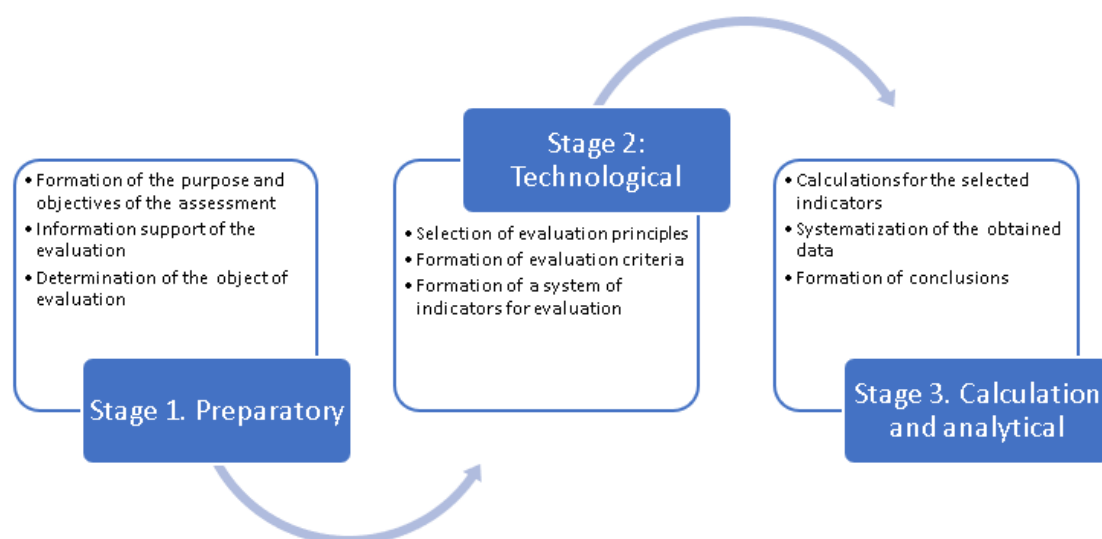 • Formation of the purpose and
objectives of the assessment
• Information support of the
evaluation
• Determination of the object of
evaluation
Stage 1. Preparatory
Stage 2:
Technological
• Selection of evaluation principles
• Formation of evaluation criteria
• Formation of a system of
indicators for evaluation
• Calculations for the selected
indicators
• Systematization of the obtained
data
• Formation of conclusions
Stage 3. Calculation
and analytical